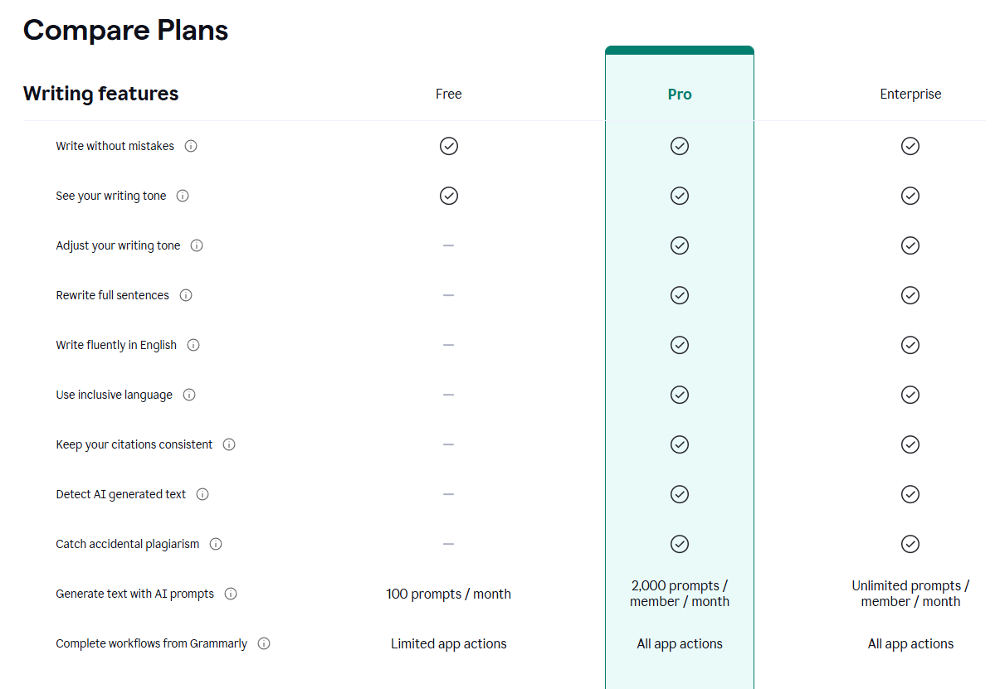 Compare Plans
Writing features Free Pro Enterprise
Write without mistakes
See your writing tone
Adjust your writing tone
Rewrite full sentences
Write fluently in English
Use inclusive language
Keep your citations consistent
Detect AI generated text
Catch accidental plagiarism
Generate text with AI prompts 100 prompts / month 2,000 prompts / member / month Unlimited prompts / member / month
Complete workflows from Grammarly Limited app actions All app actions All app actions